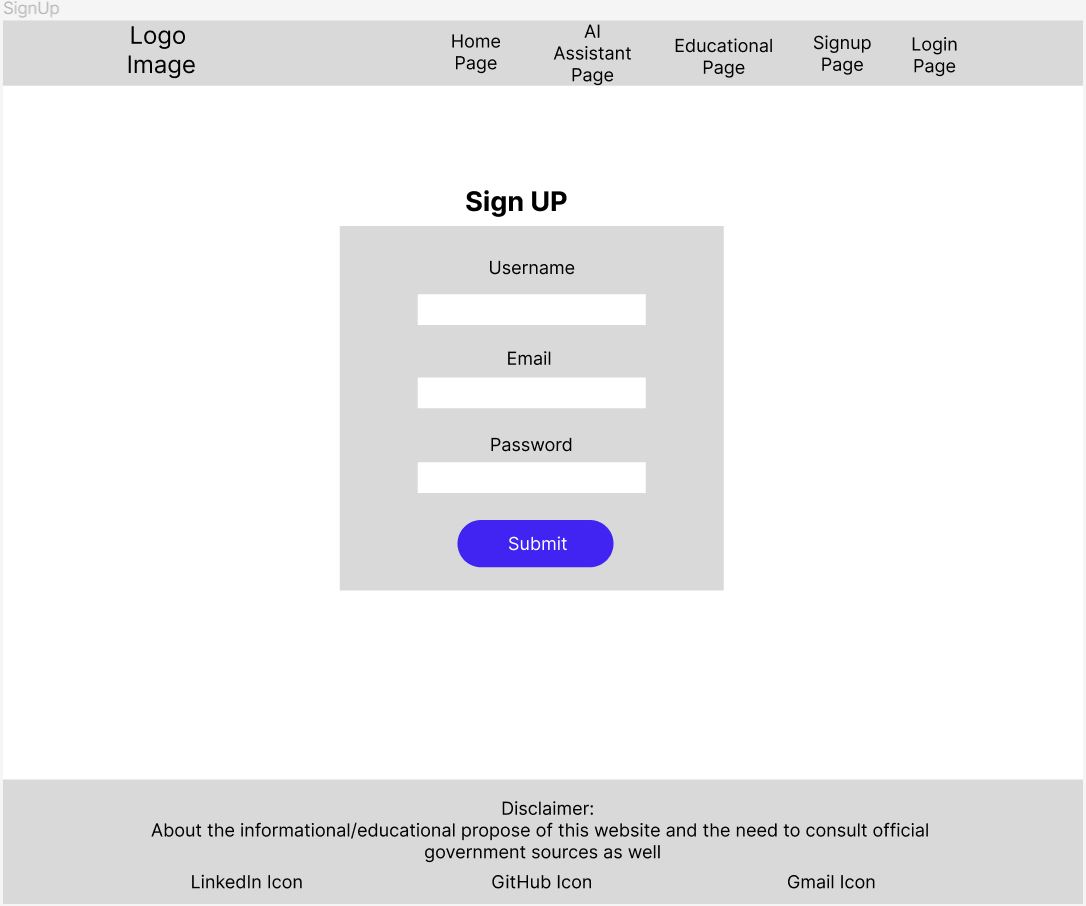 SignUp
Logo
Image
Home
Page
AI
Assistant
Page
Educational
Page
Signup
Page
Login
Page
Sign UP
Username
Email
Password
Submit
Disclaimer:
About the informational/educational propose of this website and the need to consult official
government sources as well
LinkedIn Icon
GitHub Icon
Gmail Icon